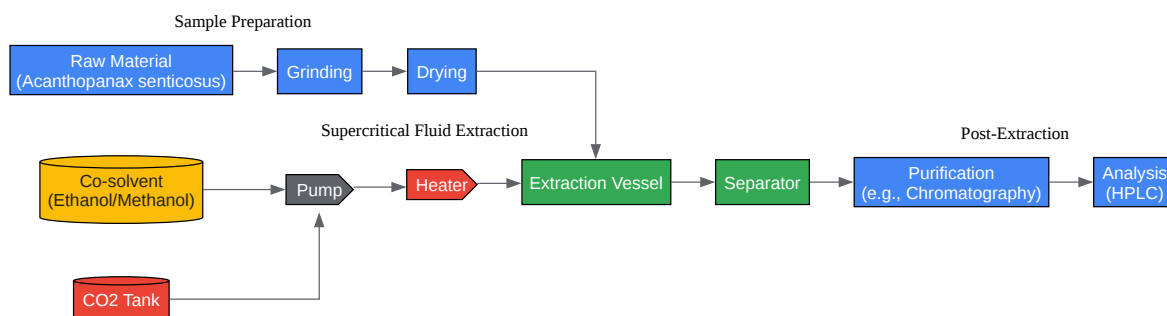 Sample Preparation
Raw Material
(Acanthopanax senticosus)
Grinding
Drying
Supercritical Fluid Extraction
Post-Extraction
Co-solvent
(Ethanol/Methanol)
Pump
Heater
Extraction Vessel
Separator
Purification
(e.g., Chromatography)
Analysis
(HPLC)
CO2 Tank